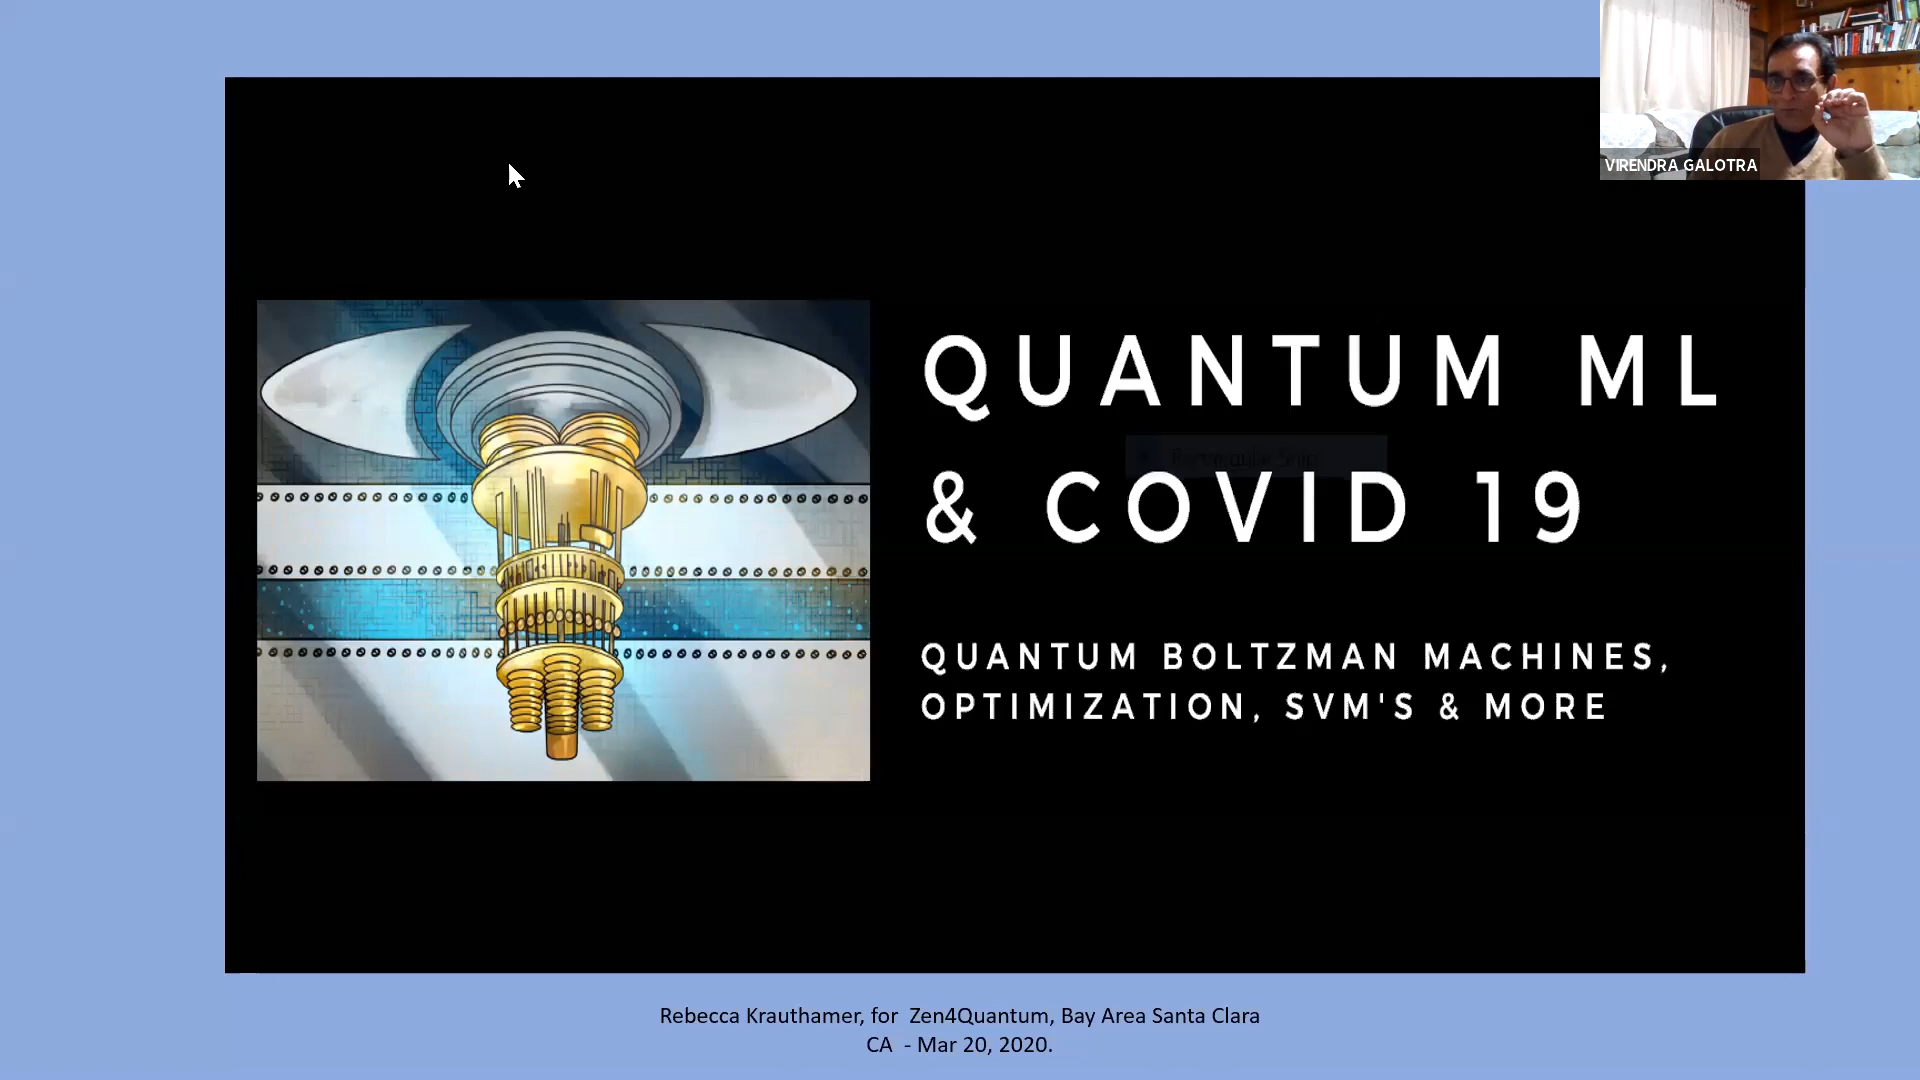 VIRENDRA GALOTRA
QUANTUM ML
& COVID 19
QUANTUM BOLTZMAN MACHINES,
OPTIMIZATION, SVM'S & MORE
Rebecca Krauthamer, for Zen4Quantum, Bay Area Santa Clara
CA - Mar 20, 2020.